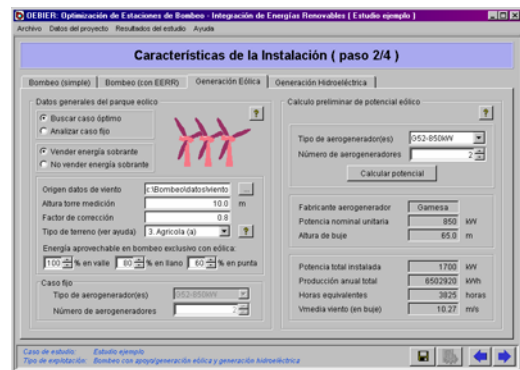 DEBIER: Optimización de Estaciones de Bombeo - Integración de Energías Renovables ( Estudio ejemplo )
Archivo Datos del proyecto Resultados del estudio Ayuda
Características de la Instalación ( paso 2/4 )
Bombeo (simple) Bombeo (con EERR) Generación Eólica Generación Hidroeléctrica
Datos generales del parque eolico
Buscar caso óptimo
Analizar caso fijo
Vender energía sobrante
No vender energía sobrante
?
Origen datos de viento c:\Bombeo\datos\viento ...
Altura torre medición 10.0 m
Factor de corrección 0.8
Tipo de terreno (ver ayuda) 3. Agricola (a) ?
Energía aprovechable en bombeo exclusivo con eólica:
100 % en valle 80 % en llano 60 % en punta
Caso fijo
Tipo de aerogenerador(es) G52-850kW
Número de aerogeneradores 2
Calculo preliminar de potencial eólico
?
Tipo de aerogenerador(es) G52-850kW
Número de aerogeneradores 2
Calcular potencial
Fabricante aerogenerador Gamesa
Potencia nominal unitaria 850 kW
Altura de buje 65.0 m
Potencia total instalada 1700 kW
Producción anual total 6502920 kWh
Horas equivalentes 3825 horas
Vmedia viento (en buje) 10.27 m/s
Caso de estudio: Estudio ejemplo
Tipo de explotación: Bombeo con apoyo/generación eólica y generación hidroeléctrica